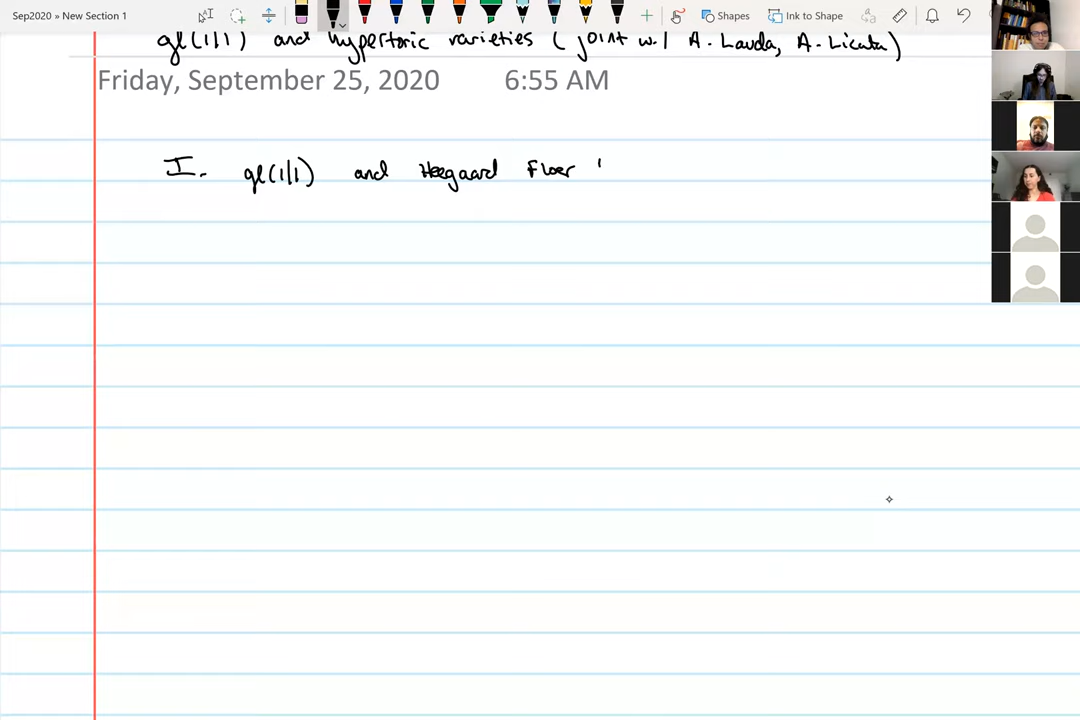 Sep2020 » New Section 1
Shapes
Ink to Shape
gl(1|1) and hypertoric varieties (joint w/ A. Lauda, A. Licata)
Friday, September 25, 2020 6:55 AM
I. gl(1|1) and Heegaard Floer